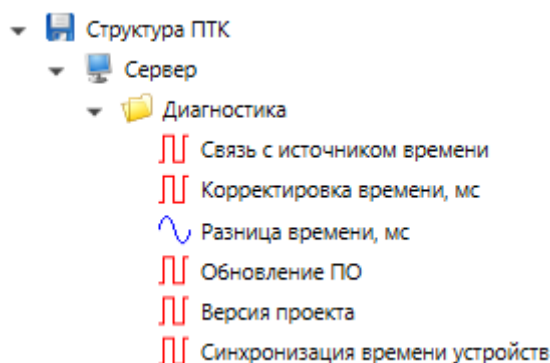 Структура ПТК
Сервер
Диагностика
Связь с источником времени
Корректировка времени, мс
Разница времени, мс
Обновление ПО
Версия проекта
Синхронизация времени устройств